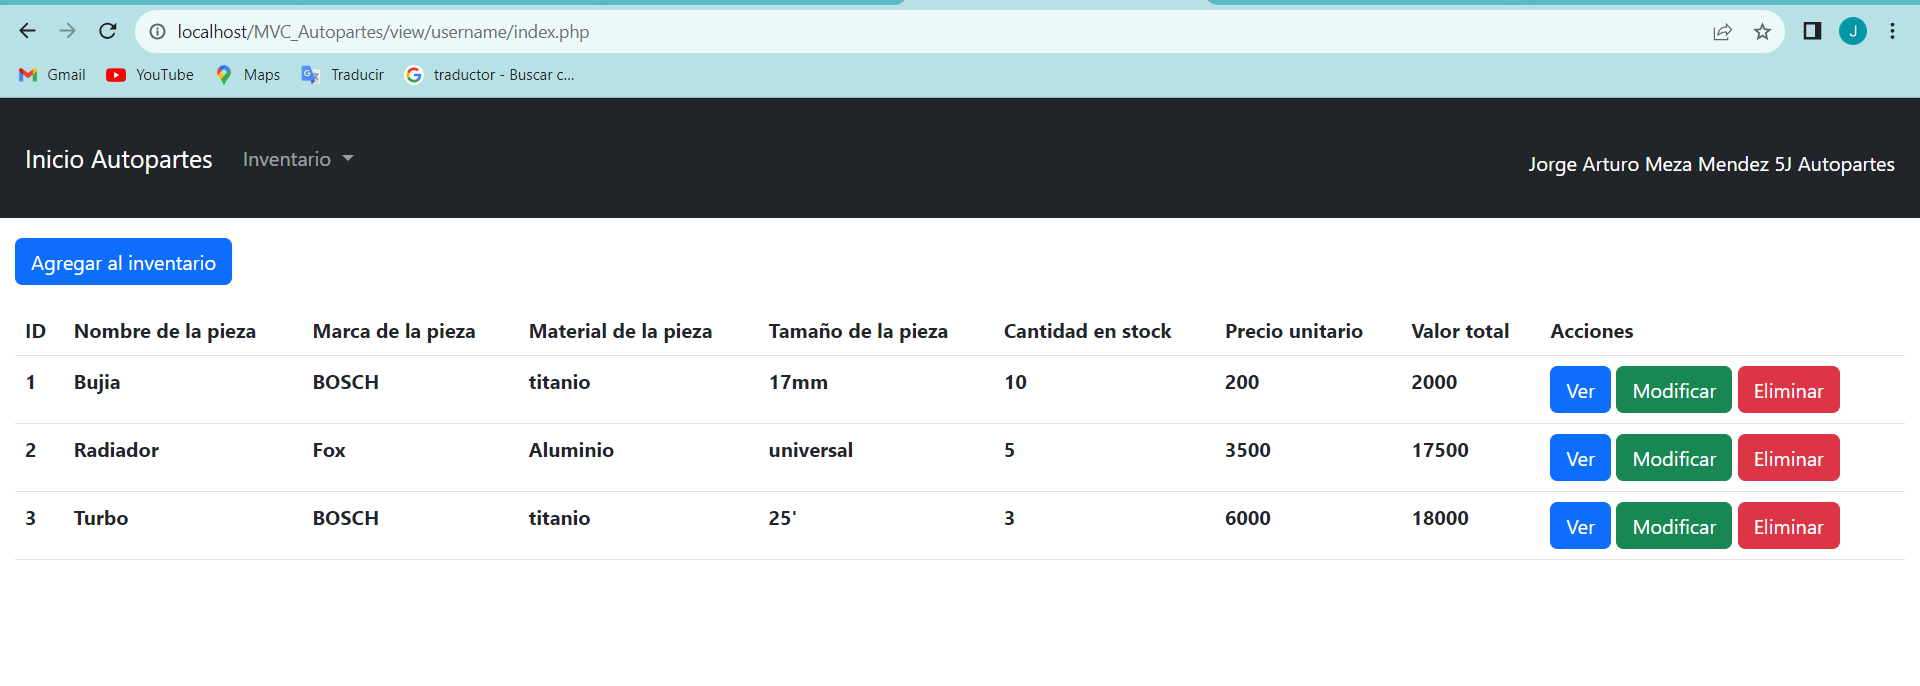 localhost/MVC_Autopartes/view/username/index.php
J
Gmail YouTube Maps Traducir traductor - Buscar c...
Inicio Autopartes Inventario Jorge Arturo Meza Mendez 5J Autopartes
Agregar al inventario
ID Nombre de la pieza Marca de la pieza Material de la pieza Tamaño de la pieza Cantidad en stock Precio unitario Valor total Acciones
1 Bujia BOSCH titanio 17mm 10 200 2000 Ver Modificar Eliminar
2 Radiador Fox Aluminio universal 5 3500 17500 Ver Modificar Eliminar
3 Turbo BOSCH titanio 25' 3 6000 18000 Ver Modificar Eliminar